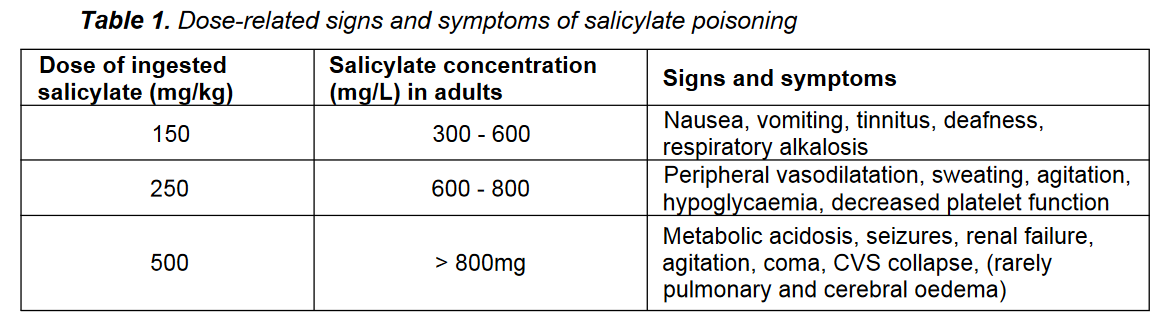 Table 1. Dose-related signs and symptoms of salicylate poisoning
Dose of ingested
salicylate (mg/kg)
Salicylate concentration
(mg/L) in adults
Signs and symptoms
150
300 - 600
Nausea, vomiting, tinnitus, deafness,
respiratory alkalosis
250
600 - 800
Peripheral vasodilatation, sweating, agitation,
hypoglycaemia, decreased platelet function
500
> 800mg
Metabolic acidosis, seizures, renal failure,
agitation, coma, CVS collapse, (rarely
pulmonary and cerebral oedema)